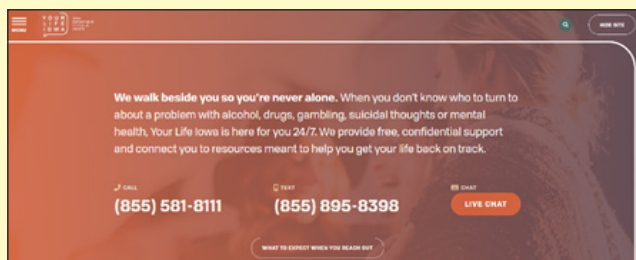 MENU
YOUR
LIFE
IOWA
HIDE SITE
We walk beside you so you're never alone. When you don't know who to turn to
about a problem with alcohol, drugs, gambling, suicidal thoughts or mental
health, Your Life Iowa is here for you 24/7. We provide free, confidential support
and connect you to resources meant to help you get your life back on track.
CALL
TEXT
CHAT
(855) 581-8111
(855) 895-8398
LIVE CHAT
WHAT TO EXPECT WHEN YOU REACH OUT